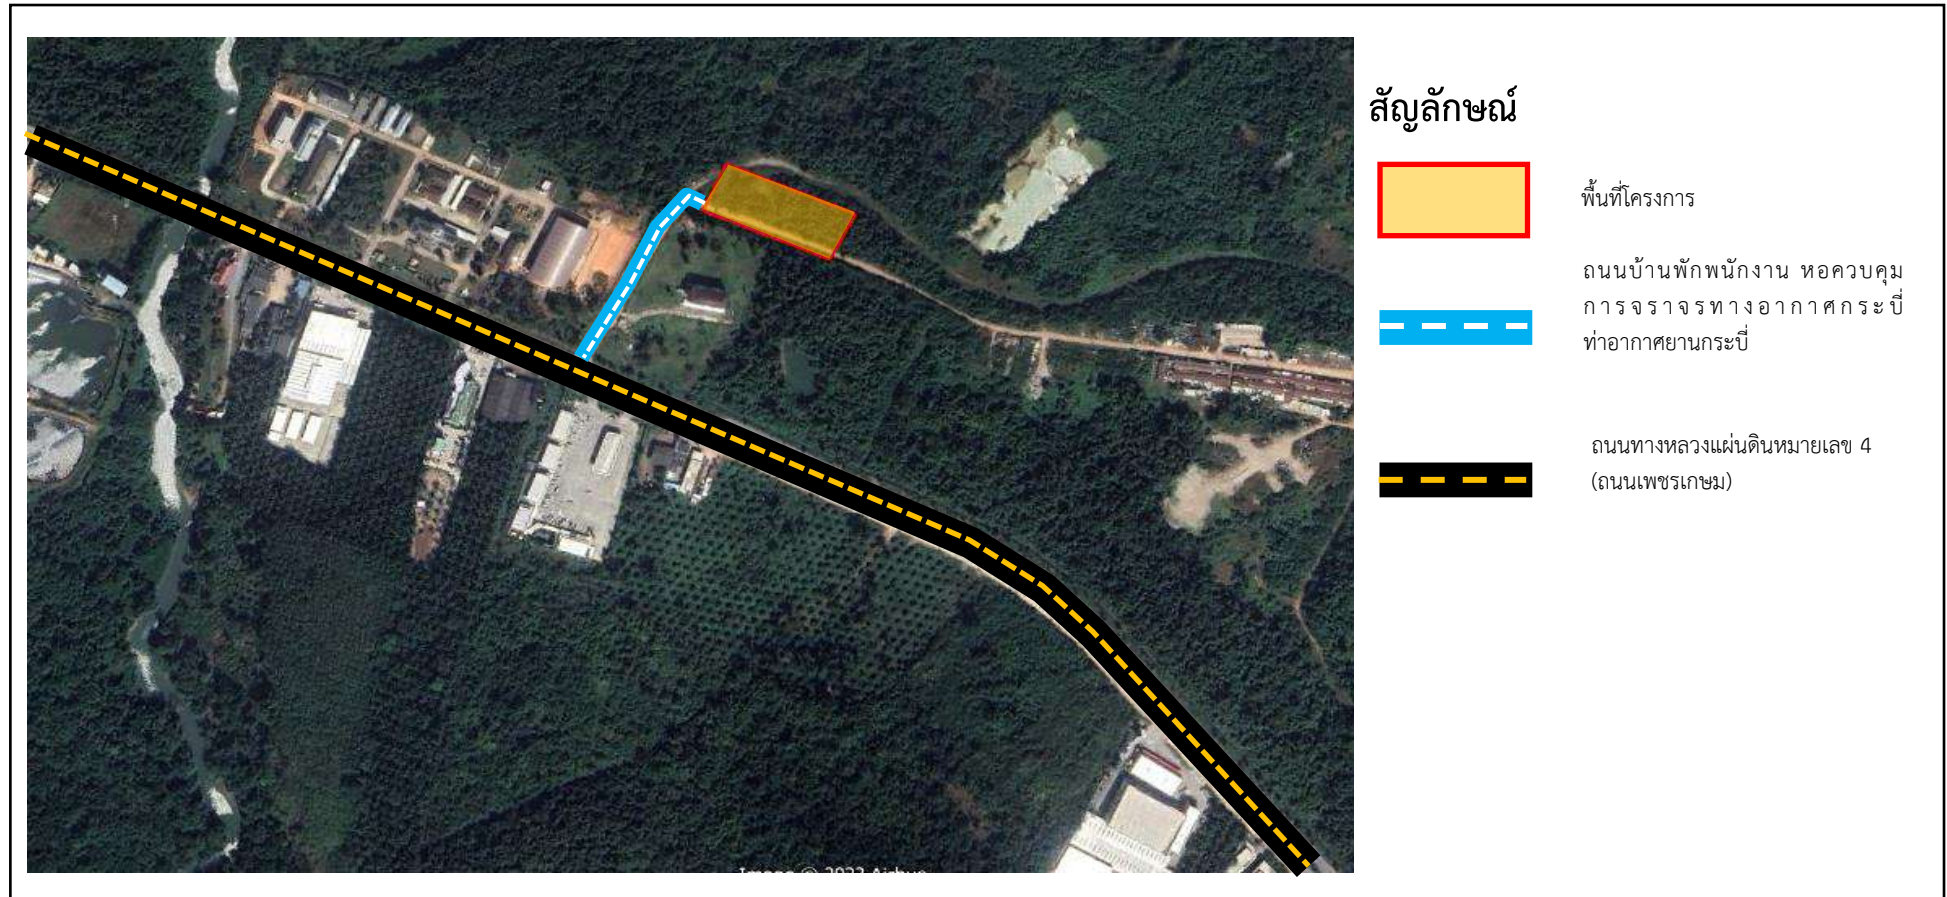 สัญลักษณ์
พื้นที่โครงการ
ถนนบ้านพักพนักงาน หอควบคุม
การจราจรทางอากาศกระบี่
ท่าอากาศยานกระบี่
ถนนทางหลวงแผ่นดินหมายเลข 4
(ถนนเพชรเกษม)
Image © 2023 Airbus